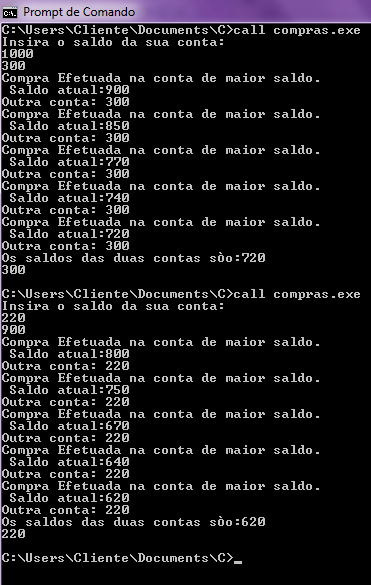 Prompt de Comando
C:\Users\Cliente\Documents\C>call compras.exe
Insira o saldo da sua conta:
1000
300
Compra Efetuada na conta de maior saldo.
Saldo atual:900
Outra conta: 300
Compra Efetuada na conta de maior saldo.
Saldo atual:850
Outra conta: 300
Compra Efetuada na conta de maior saldo.
Saldo atual:770
Outra conta: 300
Compra Efetuada na conta de maior saldo.
Saldo atual:740
Outra conta: 300
Compra Efetuada na conta de maior saldo.
Saldo atual:720
Outra conta: 300
Os saldos das duas contas sòo:720
300
C:\Users\Cliente\Documents\C>call compras.exe
Insira o saldo da sua conta:
220
900
Compra Efetuada na conta de maior saldo.
Saldo atual:800
Outra conta: 220
Compra Efetuada na conta de maior saldo.
Saldo atual:750
Outra conta: 220
Compra Efetuada na conta de maior saldo.
Saldo atual:670
Outra conta: 220
Compra Efetuada na conta de maior saldo.
Saldo atual:640
Outra conta: 220
Compra Efetuada na conta de maior saldo.
Saldo atual:620
Outra conta: 220
Os saldos das duas contas sòo:620
220
C:\Users\Cliente\Documents\C>_